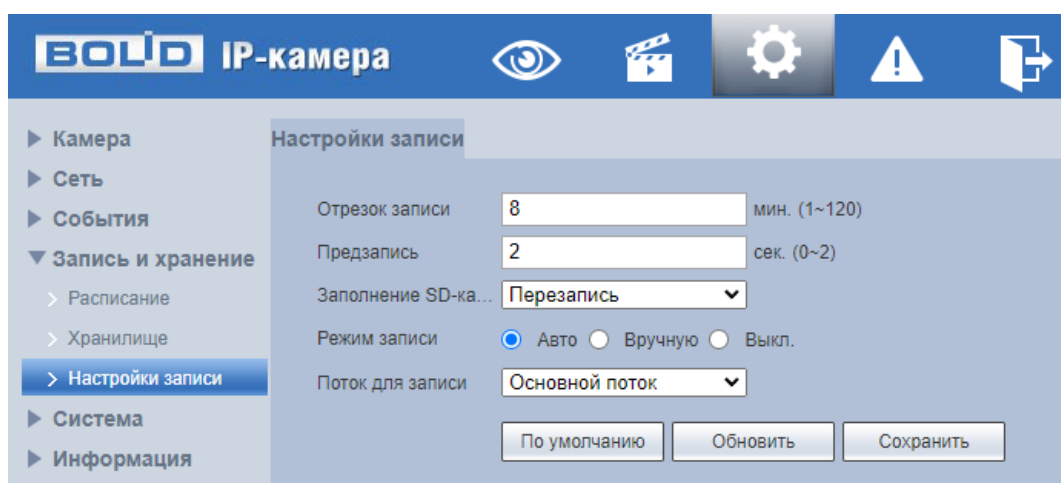 BOLID IP-камера
Камера
Сеть
События
Запись и хранение
Расписание
Хранилище
Настройки записи
Система
Информация
Настройки записи
Отрезок записи 8 мин. (1~120)
Предзапись 2 сек. (0~2)
Заполнение SD-ка... Перезапись
Режим записи Авто Вручную Выкл.
Поток для записи Основной поток
По умолчанию Обновить Сохранить